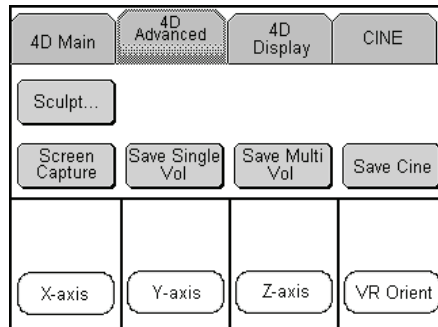 4D Main
4D
Advanced
4D
Display
CINE
Sculpt...
Screen
Capture
Save Single
Vol
Save Multi
Vol
Save Cine
X-axis
Y-axis
Z-axis
VR Orient